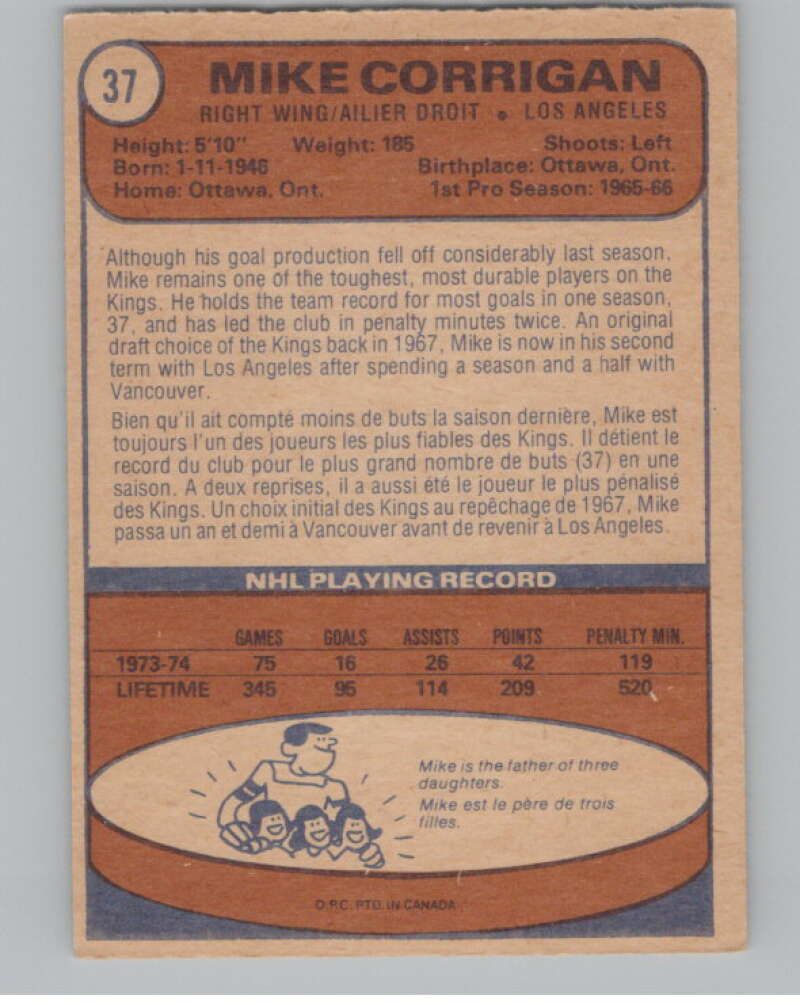 37
MIKE CORRIGAN
RIGHT WING/AILIER DROIT • LOS ANGELES
Height: 5'10" Weight: 185 Shoots: Left
Born: 1-11-1946 Birthplace: Ottawa, Ont.
Home: Ottawa, Ont. 1st Pro Season: 1965-66
Although his goal production fell off considerably last season,
Mike remains one of the toughest, most durable players on the
Kings. He holds the team record for most goals in one season,
37, and has led the club in penalty minutes twice. An original
draft choice of the Kings back in 1967, Mike is now in his second
term with Los Angeles after spending a season and a half with
Vancouver.
Bien qu'il ait compté moins de buts la saison dernière, Mike est
toujours l'un des joueurs les plus fiables des Kings. Il détient le
record du club pour le plus grand nombre de buts (37) en une
saison. A deux reprises, il a aussi été le joueur le plus pénalisé
des Kings. Un choix initial des Kings au repêchage de 1967, Mike
passa un an et demi à Vancouver avant de revenir à Los Angeles.
NHL PLAYING RECORD
GAMES GOALS ASSISTS POINTS PENALTY MIN.
1973-74 75 16 26 42 119
LIFETIME 345 95 114 209 520
Mike is the father of three
daughters.
Mike est le père de trois
filles.
O.P.C. PTD. IN CANADA